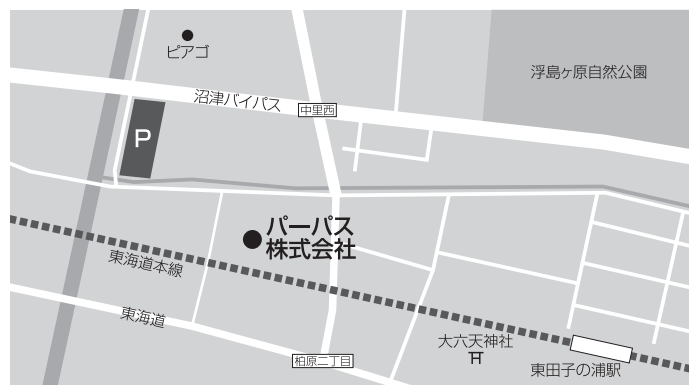 ピアゴ
浮島ヶ原自然公園
沼津バイパス
中里西
P
パーパス
株式会社
東海道本線
東海道
大六天神社
柏原二丁目
東田子の浦駅